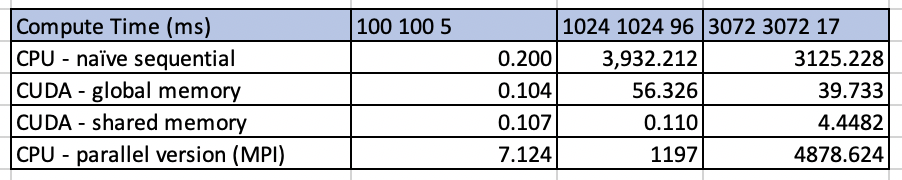 Compute Time (ms) 100 100 5 1024 1024 96 3072 3072 17
CPU - naïve sequential 0.200 3,932.212 3125.228
CUDA - global memory 0.104 56.326 39.733
CUDA - shared memory 0.107 0.110 4.4482
CPU - parallel version (MPI) 7.124 1197 4878.624